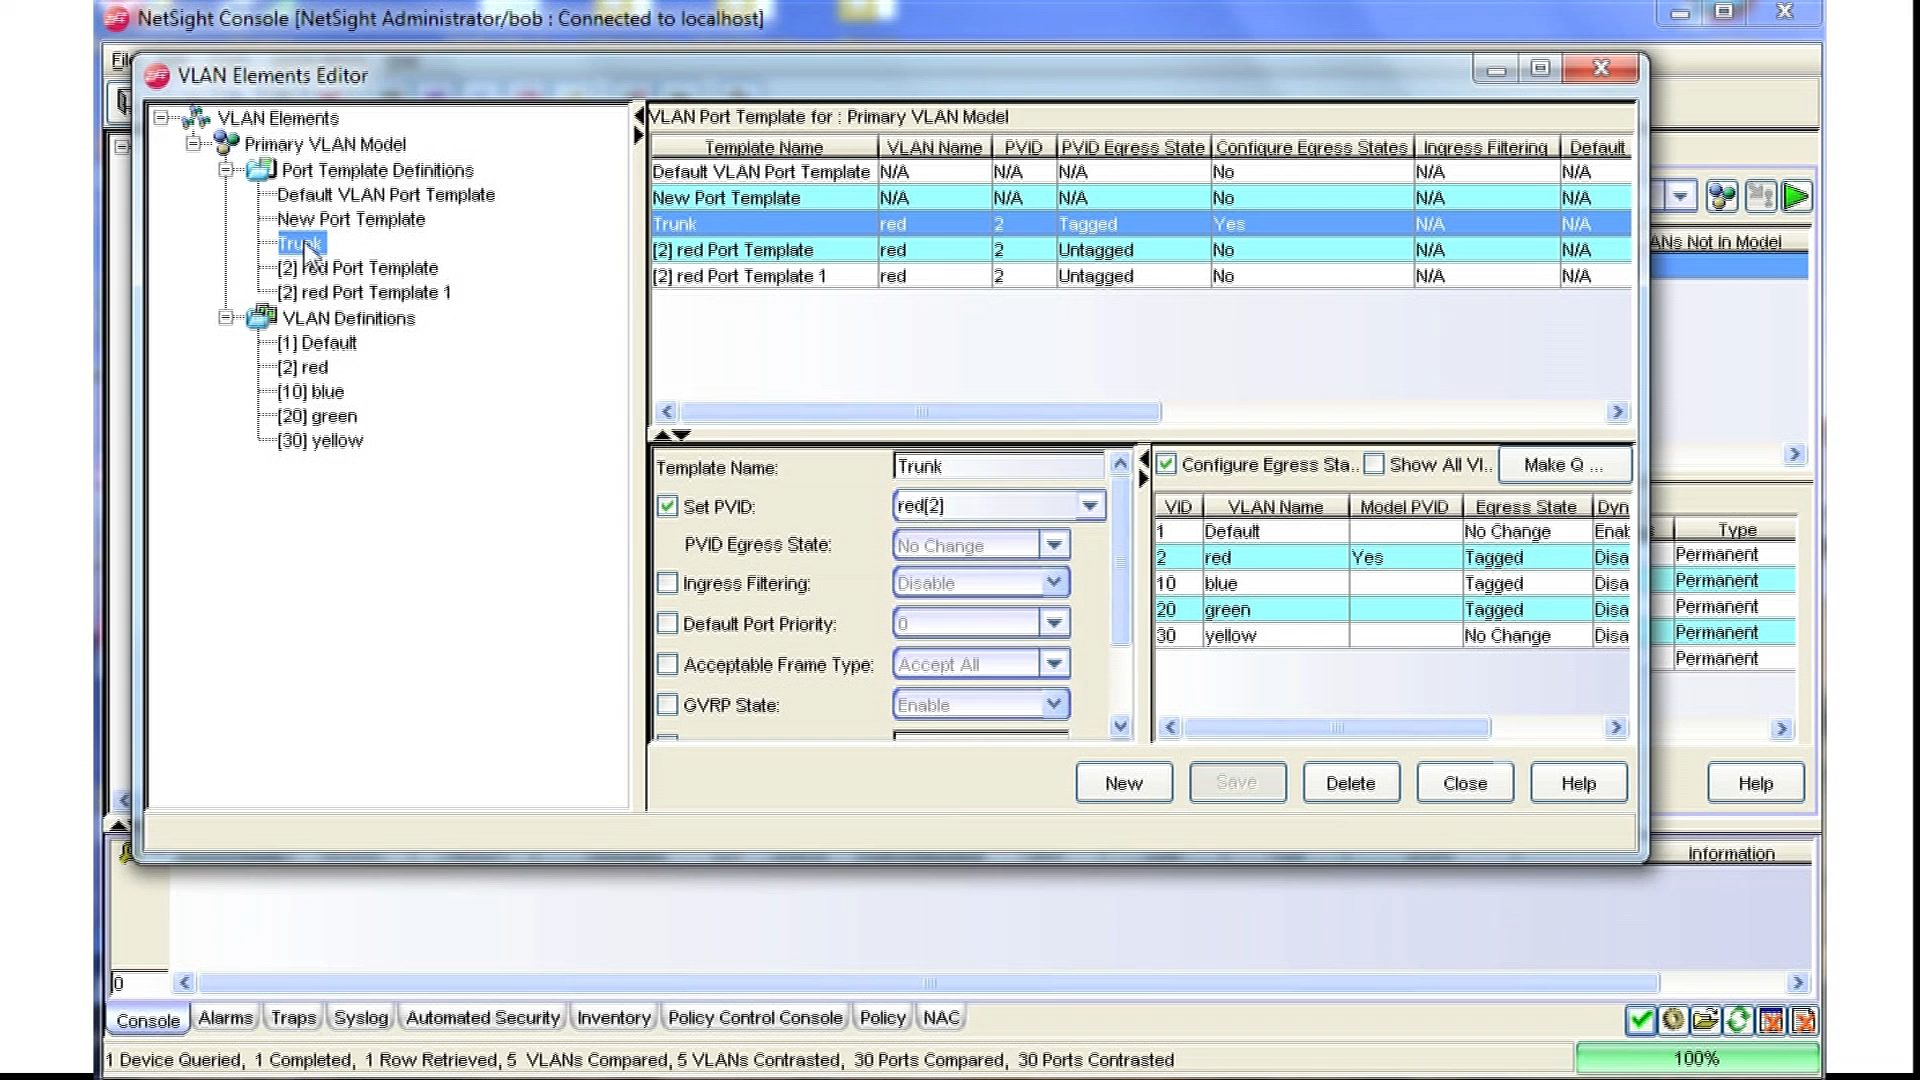 NetSight Console [NetSight Administrator/bob : Connected to localhost]
VLAN Elements Editor
VLAN Elements
Primary VLAN Model
Port Template Definitions
Default VLAN Port Template
New Port Template
Trunk
[2] red Port Template
[2] red Port Template 1
VLAN Definitions
[1] Default
[2] red
[10] blue
[20] green
[30] yellow
VLAN Port Template for : Primary VLAN Model
Template Name VLAN Name PVID PVID Egress State Configure Egress States Ingress Filtering Default
Default VLAN Port Template N/A N/A N/A No N/A N/A
New Port Template N/A N/A N/A No N/A N/A
Trunk red 2 Tagged Yes N/A N/A
[2] red Port Template red 2 Untagged No N/A N/A
[2] red Port Template 1 red 2 Untagged No N/A N/A
Template Name: Trunk
Set PVID: red[2]
PVID Egress State: No Change
Ingress Filtering: Disable
Default Port Priority: 0
Acceptable Frame Type: Accept All
GVRP State: Enable
Configure Egress Sta.. Show All Vl.. Make Q ...
VID VLAN Name Model PVID Egress State Dyn
1 Default No Change Enab
2 red Yes Tagged Disa
10 blue Tagged Disa
20 green Tagged Disa
30 yellow No Change Disa
New Save Delete Close Help
ANs Not In Model
Type
Permanent
Permanent
Permanent
Permanent
Permanent
Help
Information
0
Console Alarms Traps Syslog Automated Security Inventory Policy Control Console Policy NAC
1 Device Queried, 1 Completed, 1 Row Retrieved, 5 VLANs Compared, 5 VLANs Contrasted, 30 Ports Compared, 30 Ports Contrasted
100%